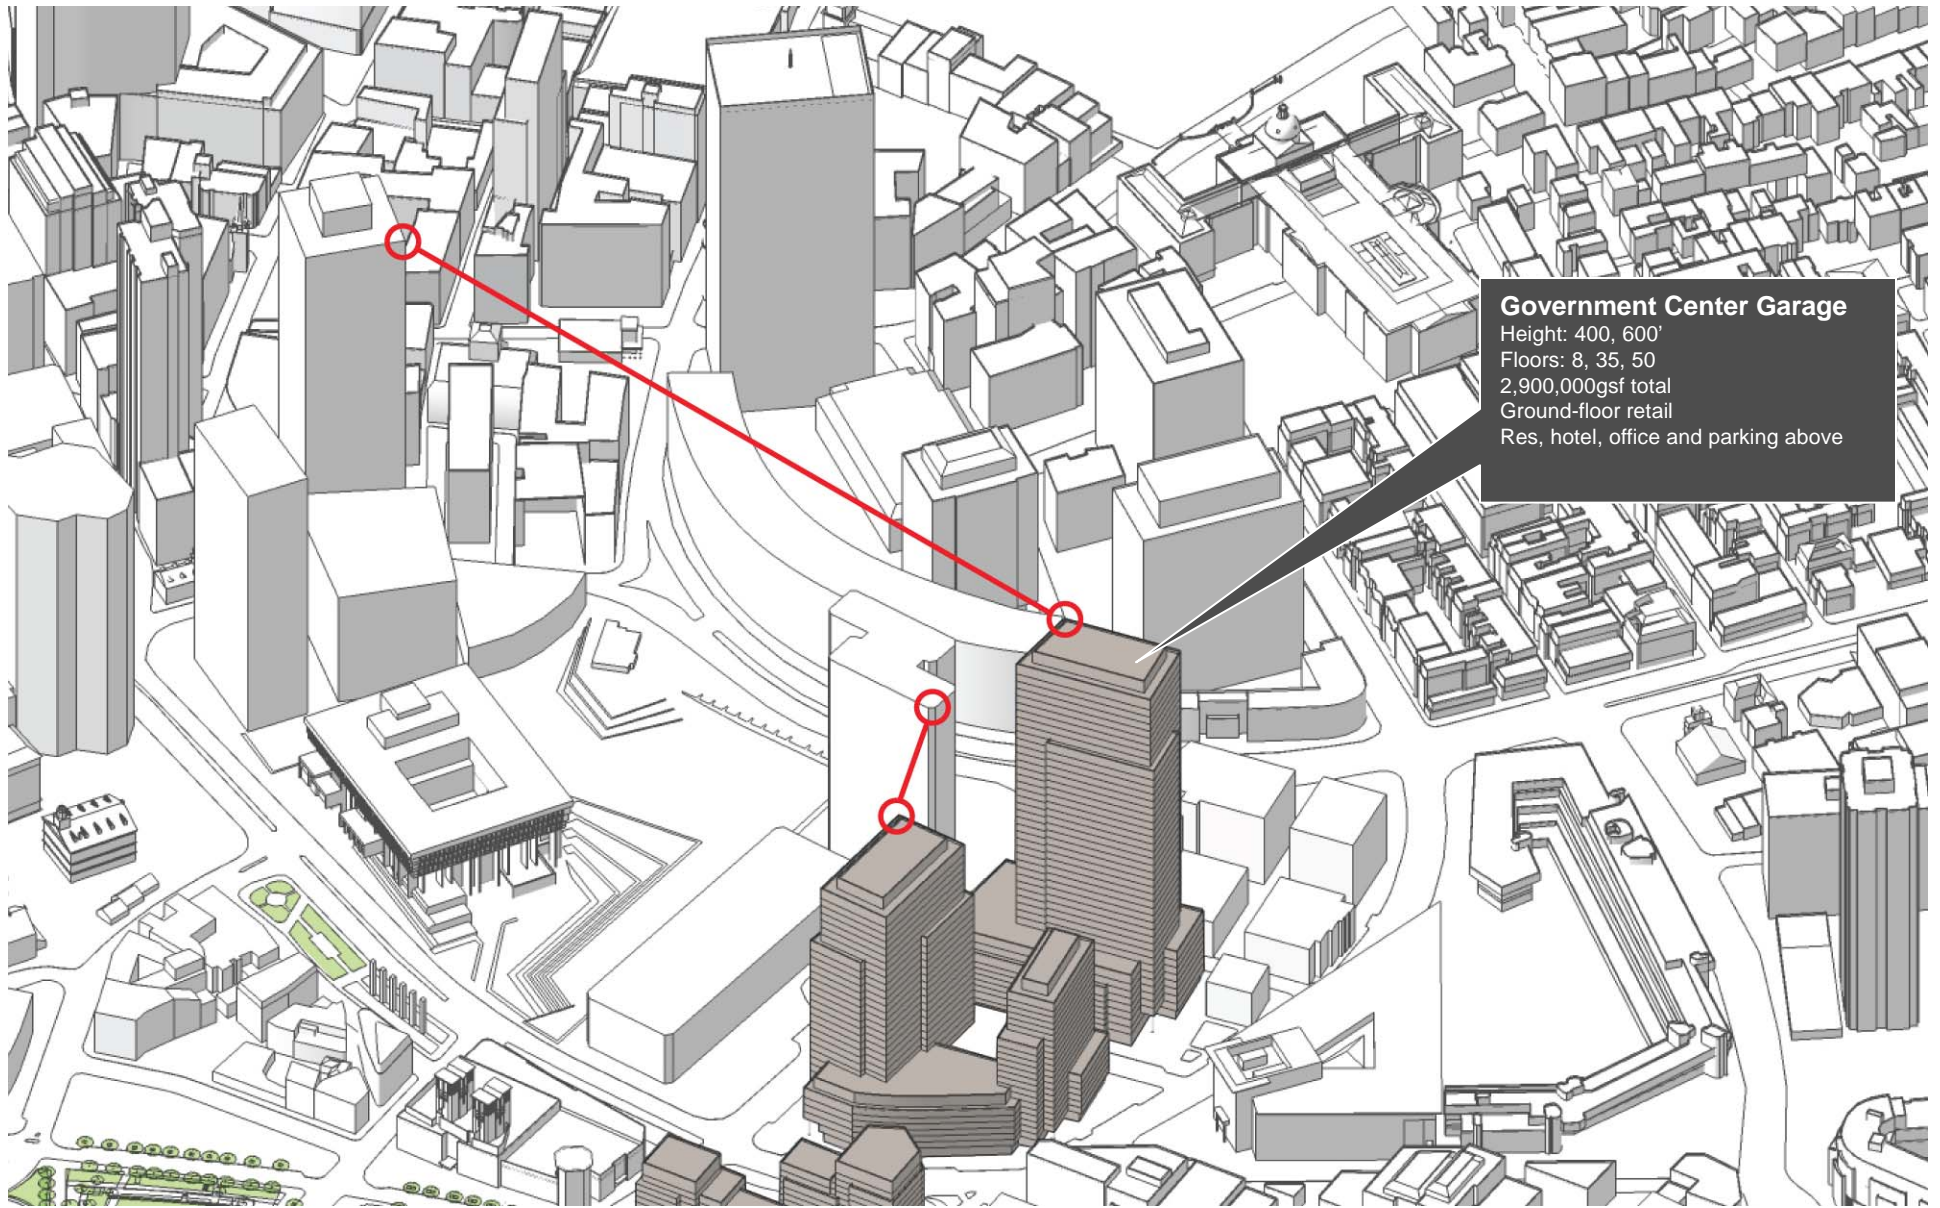 Government Center Garage
Height: 400, 600’
Floors: 8, 35, 50
2,900,000gsf total
Ground-floor retail
Res, hotel, office and parking above